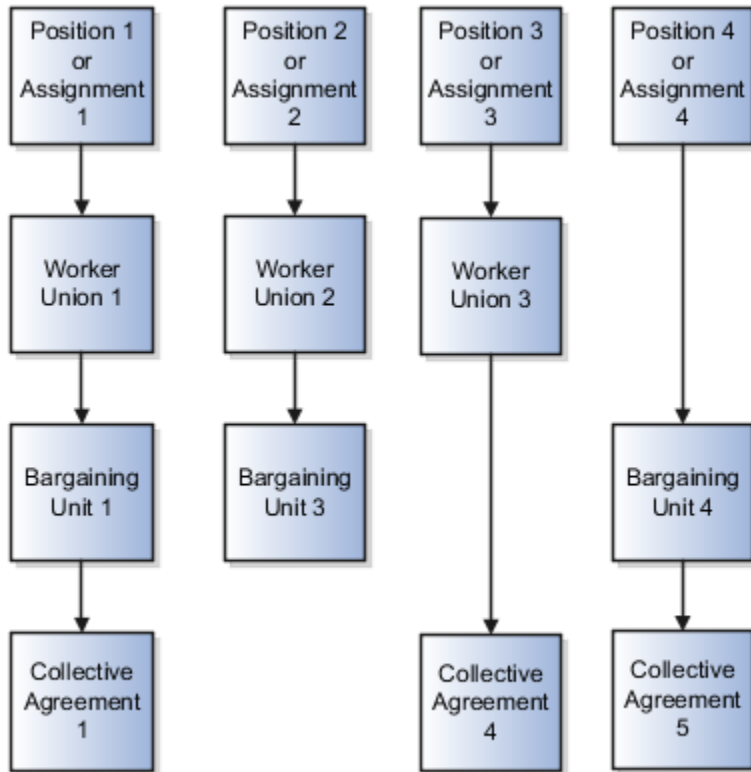 Position 1
or
Assignment
1
Position 2
or
Assignment
2
Position 3
or
Assignment
3
Position 4
or
Assignment
4
Worker
Union 1
Worker
Union 2
Worker
Union 3
Bargaining
Unit 1
Bargaining
Unit 3
Bargaining
Unit 4
Collective
Agreement
1
Collective
Agreement
4
Collective
Agreement
5